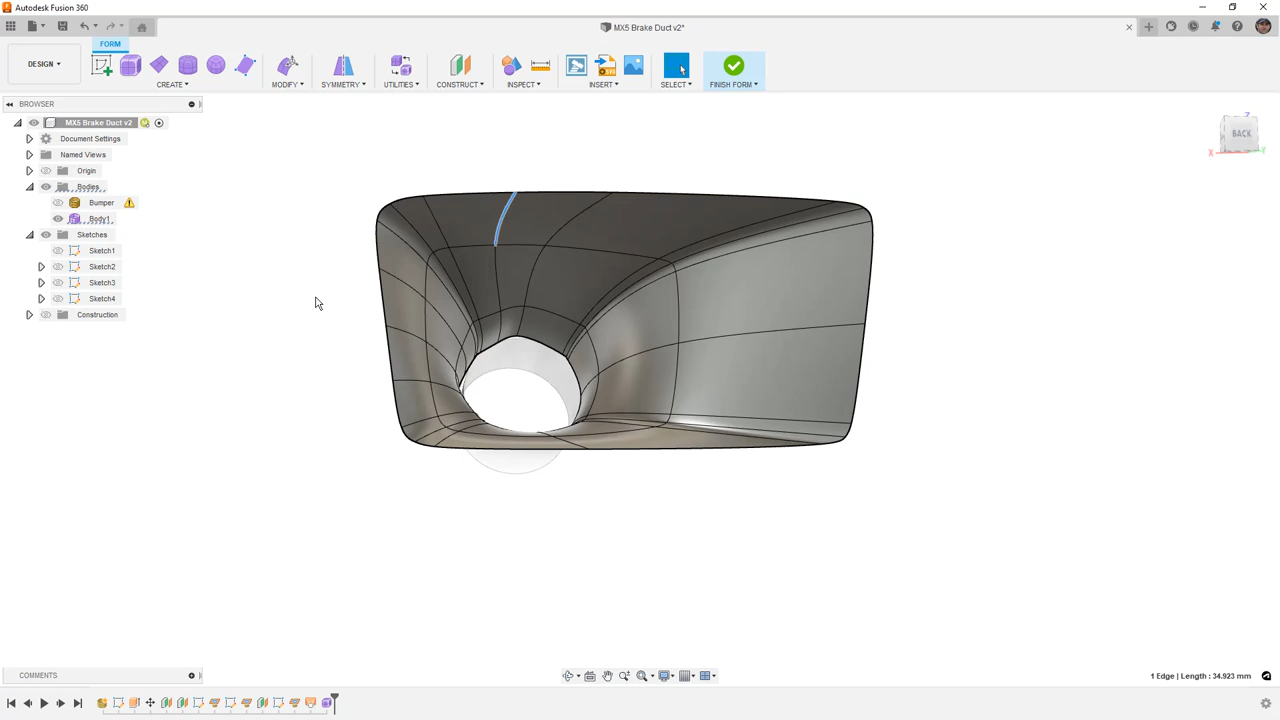 Autodesk Fusion 360
MX5 Brake Duct v2*
FORM
DESIGN
CREATE
MODIFY
SYMMETRY
UTILITIES
CONSTRUCT
INSPECT
INSERT
SELECT
FINISH FORM
BROWSER
MX5 Brake Duct v2
Document Settings
Named Views
Origin
Bodies
Bumper
Body1
Sketches
Sketch1
Sketch2
Sketch3
Sketch4
Construction
Z
BACK
X
Y
COMMENTS
1 Edge | Length : 34.923 mm